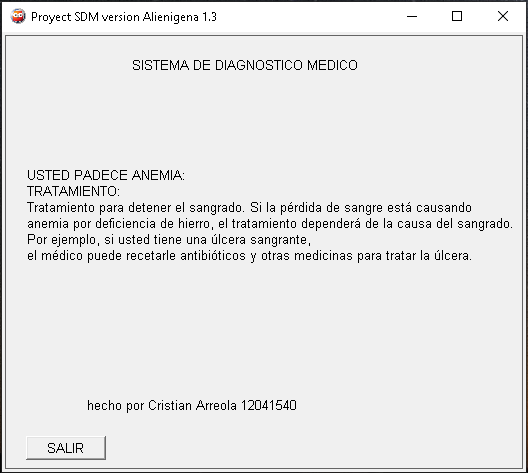 Proyect SDM version Alienigena 1.3
SISTEMA DE DIAGNOSTICO MEDICO
USTED PADECE ANEMIA:
TRATAMIENTO:
Tratamiento para detener el sangrado. Si la pérdida de sangre está causando
anemia por deficiencia de hierro, el tratamiento dependerá de la causa del sangrado.
Por ejemplo, si usted tiene una úlcera sangrante,
el médico puede recetarle antibióticos y otras medicinas para tratar la úlcera.
hecho por Cristian Arreola 12041540
SALIR